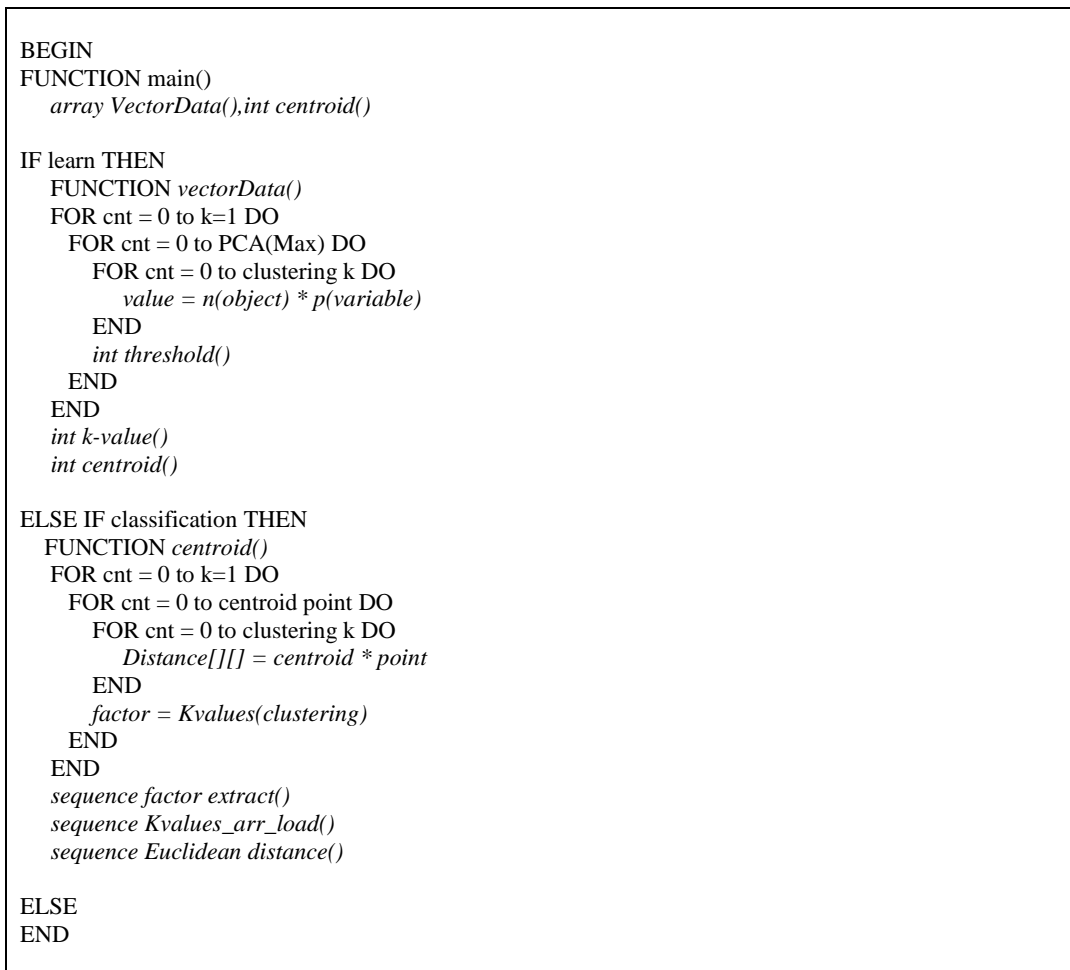 BEGIN
FUNCTION main()
array VectorData(),int centroid()
IF learn THEN
FUNCTION vectorData()
FOR cnt = 0 to k=1 DO
FOR cnt = 0 to PCA(Max) DO
FOR cnt = 0 to clustering k DO
value = n(object) * p(variable)
END
int threshold()
END
END
int k-value()
int centroid()
ELSE IF classification THEN
FUNCTION centroid()
FOR cnt = 0 to k=1 DO
FOR cnt = 0 to centroid point DO
FOR cnt = 0 to clustering k DO
Distance[][] = centroid * point
END
factor = Kvalues(clustering)
END
END
sequence factor extract()
sequence Kvalues_arr_load()
sequence Euclidean distance()
ELSE
END